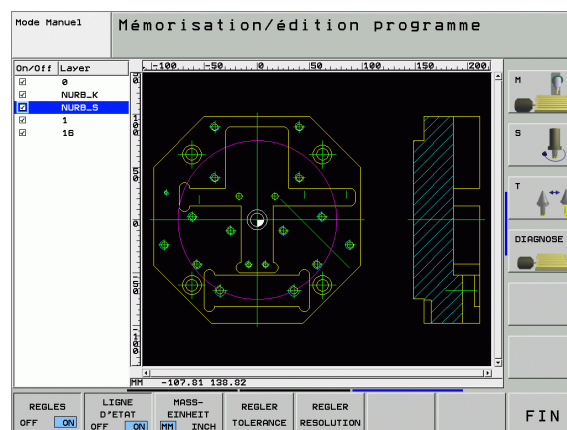 Mode Manuel
Mémorisation/édition programme
On/Off Layer
0
NURB_K
NURB_S
1
16
-100 -50 0 50 100 150 200
MM -107.81 138.82
M
S
T
DIAGNOSE
REGLES
OFF ON
LIGNE
D'ETAT
OFF ON
MASS-
EINHEIT
MM INCH
REGLER
TOLERANCE
REGLER
RESOLUTION
FIN